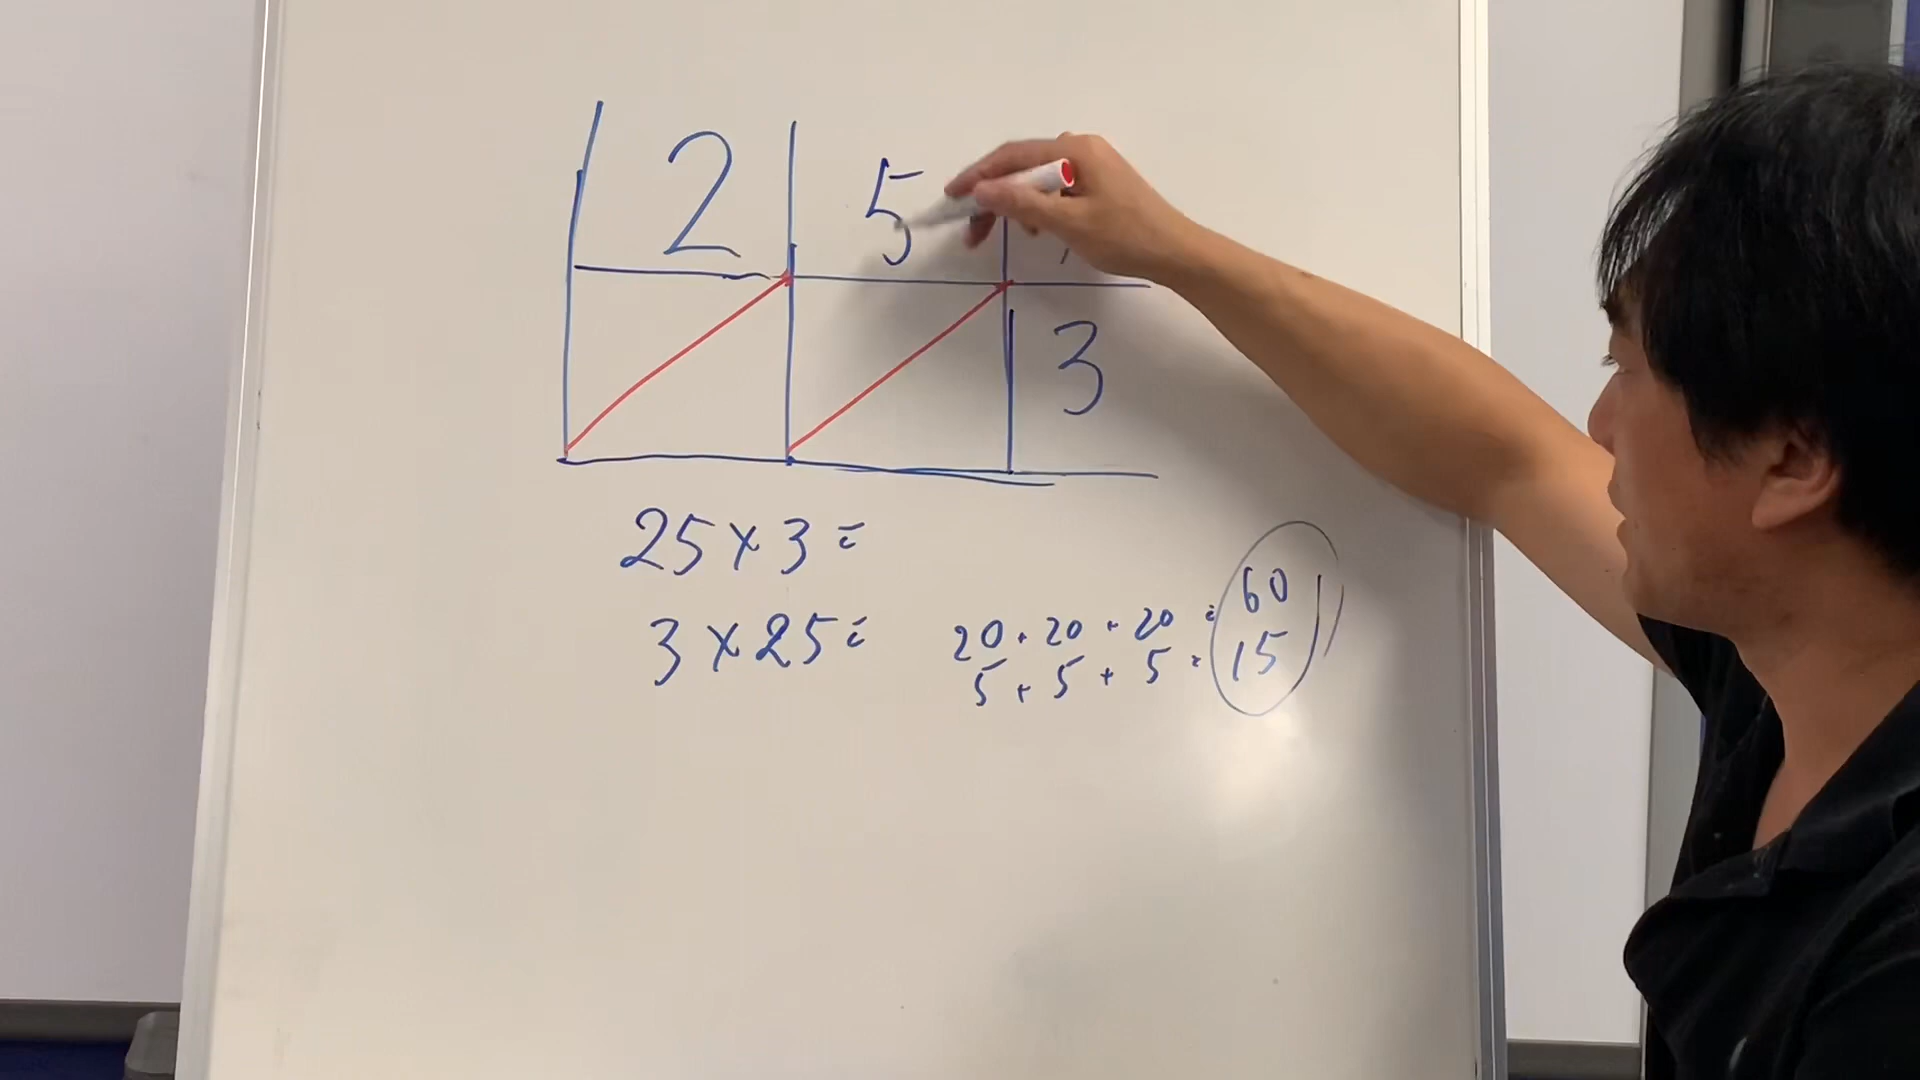 2 5
3
25 × 3 =
3 × 25 =
20 + 20 + 20 = 60
5 + 5 + 5 = 15